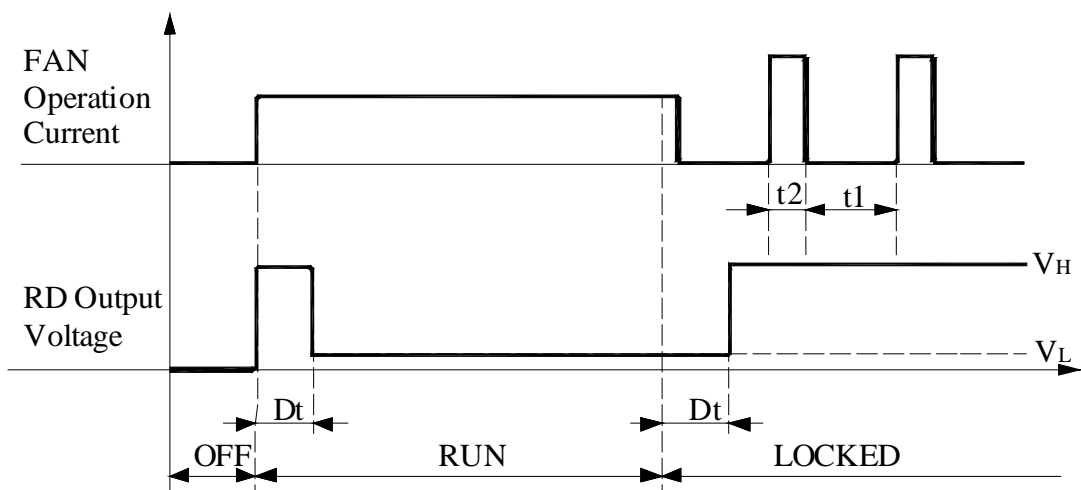 FAN
Operation
Current
t2
t1
RD Output
Voltage
VH
VL
Dt
Dt
OFF
RUN
LOCKED